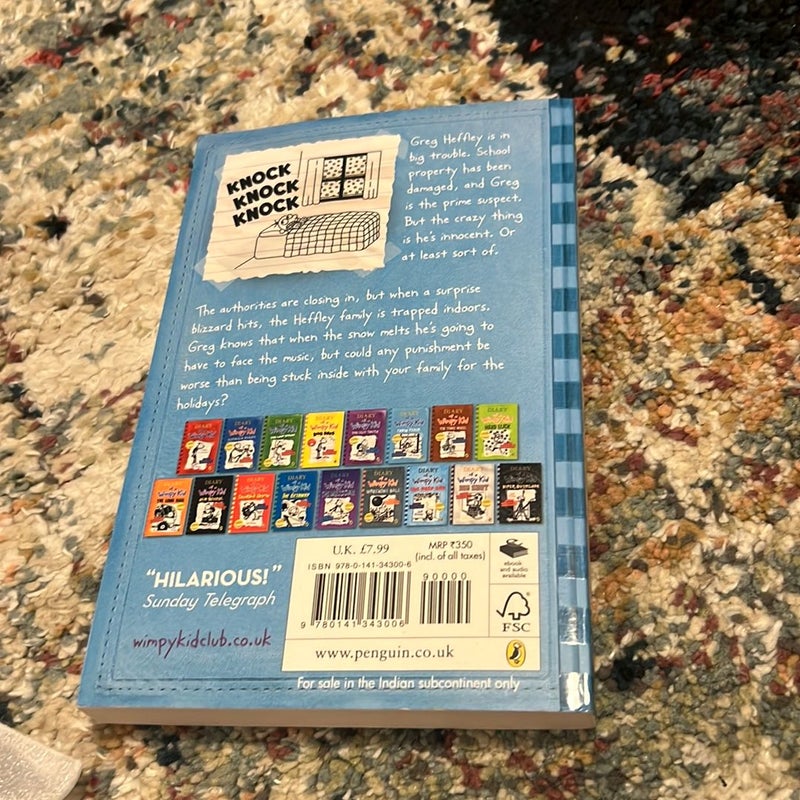 KNOCK
KNOCK
KNOCK
Greg Heffley is in
big trouble. School
property has been
damaged, and Greg
is the prime suspect.
But the crazy thing
is he's innocent. Or
at least sort of.
The authorities are closing in, but when a surprise
blizzard hits, the Heffley family is trapped indoors.
Greg knows that when the snow melts he's going to
have to face the music, but could any punishment be
worse than being stuck inside with your family for the
holidays?
"HILARIOUS!"
Sunday Telegraph
wimpykidclub.co.uk
U.K. £7.99
MRP ₹350
(incl. of all taxes)
ISBN 978-0-141-34300-6
90000
9 780141 343006
ebook
and audio
available
FSC
www.penguin.co.uk
For sale in the Indian subcontinent only